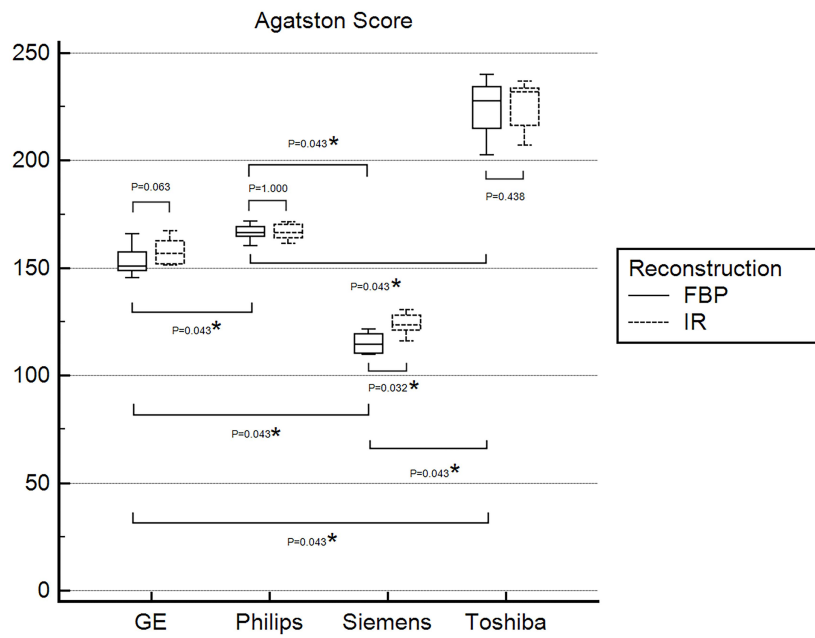 Agatston Score
250
200
150
100
50
0
P=0.043*
P=0.063
P=1.000
P=0.438
P=0.043*
P=0.043*
P=0.032*
P=0.043*
P=0.043*
P=0.043*
GE Philips Siemens Toshiba
Reconstruction
FBP
IR